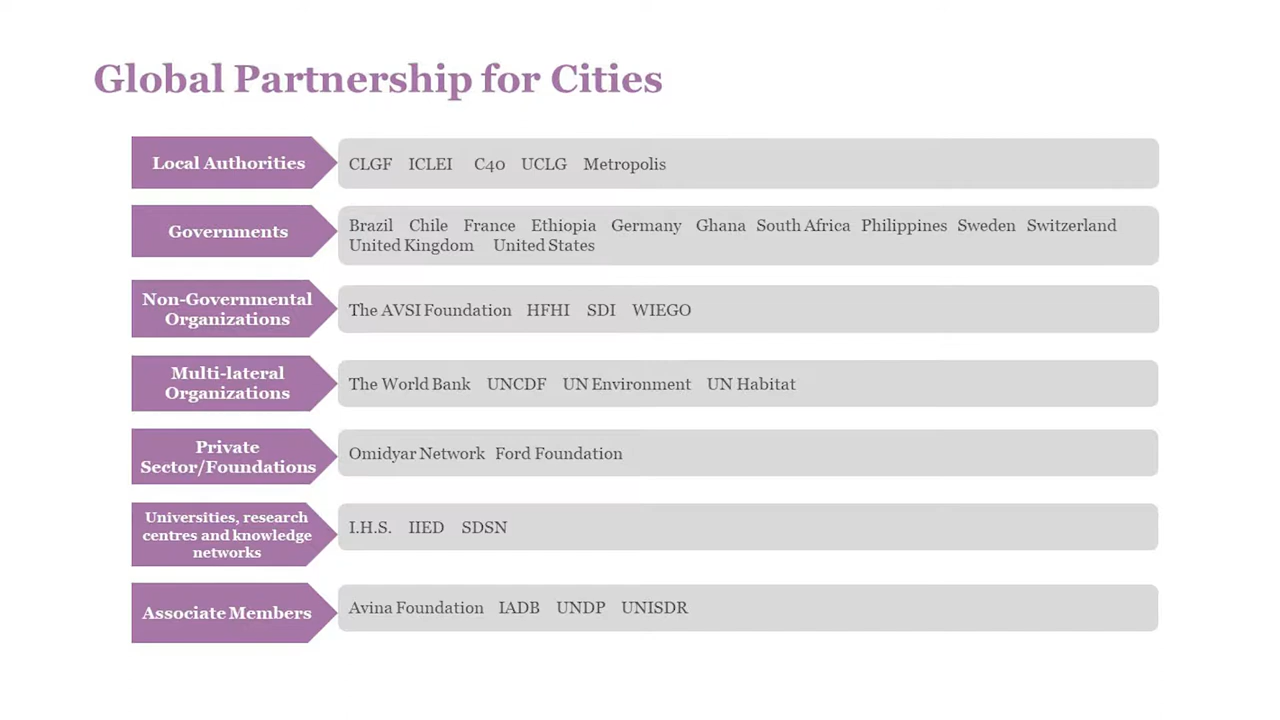 Global Partnership for Cities
Local Authorities
CLGF ICLEI C40 UCLG Metropolis
Governments
Brazil Chile France Ethiopia Germany Ghana South Africa Philippines Sweden Switzerland
United Kingdom United States
Non-Governmental
Organizations
The AVSI Foundation HFHI SDI WIEGO
Multi-lateral
Organizations
The World Bank UNCDF UN Environment UN Habitat
Private
Sector/Foundations
Omidyar Network Ford Foundation
Universities, research
centres and knowledge
networks
I.H.S. IIED SDSN
Associate Members
Avina Foundation IADB UNDP UNISDR